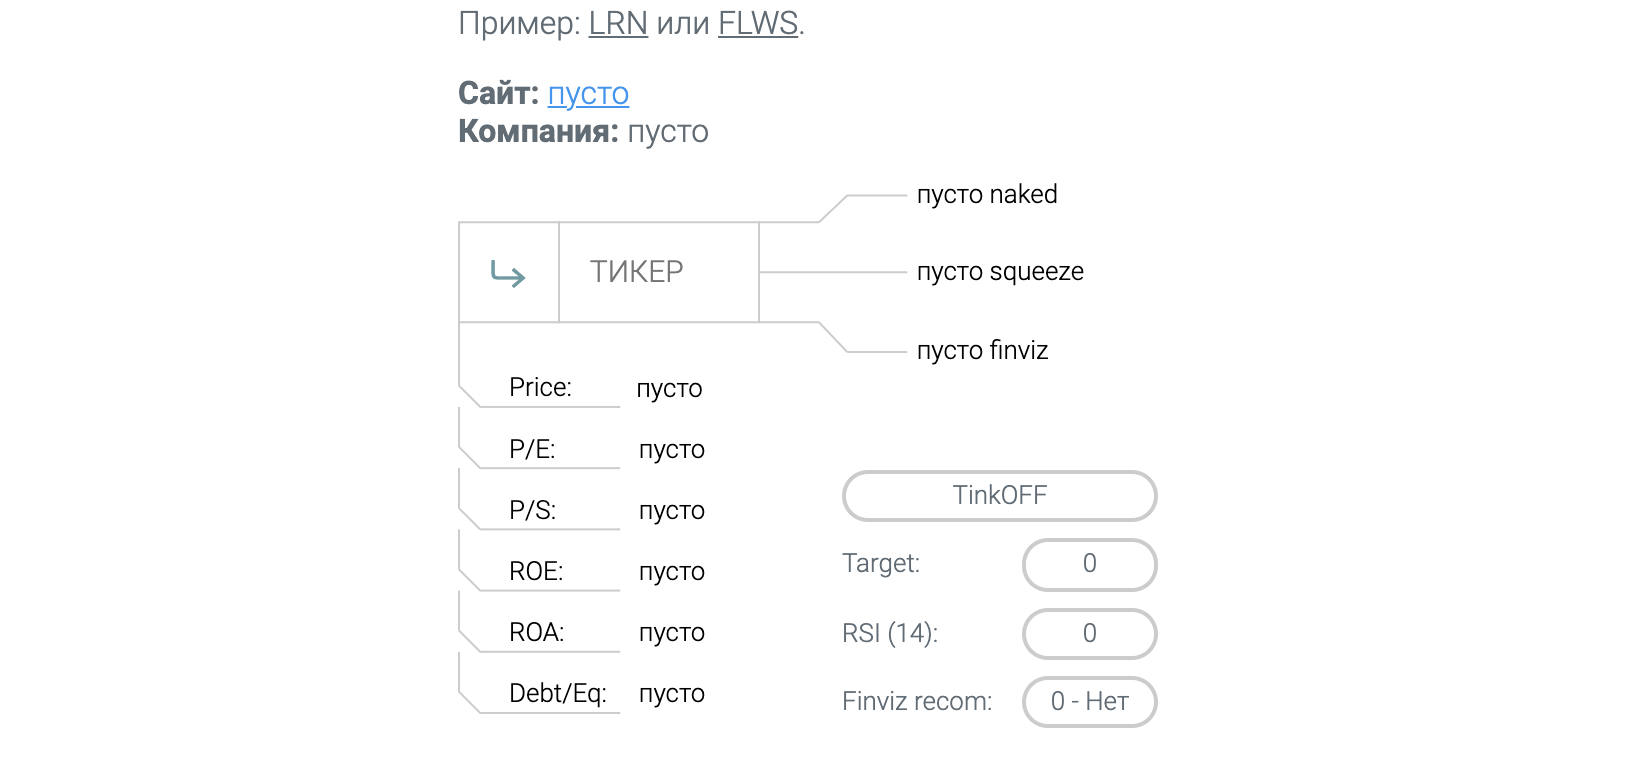 Пример: LRN или FLWS.
Сайт: пусто
Компания: пусто
пусто naked
ТИКЕР
пусто squeeze
пусто finviz
Price: пусто
P/E: пусто
P/S: пусто
ROE: пусто
ROA: пусто
Debt/Eq: пусто
TinkOFF
Target: 0
RSI (14): 0
Finviz recom: 0 - Нет